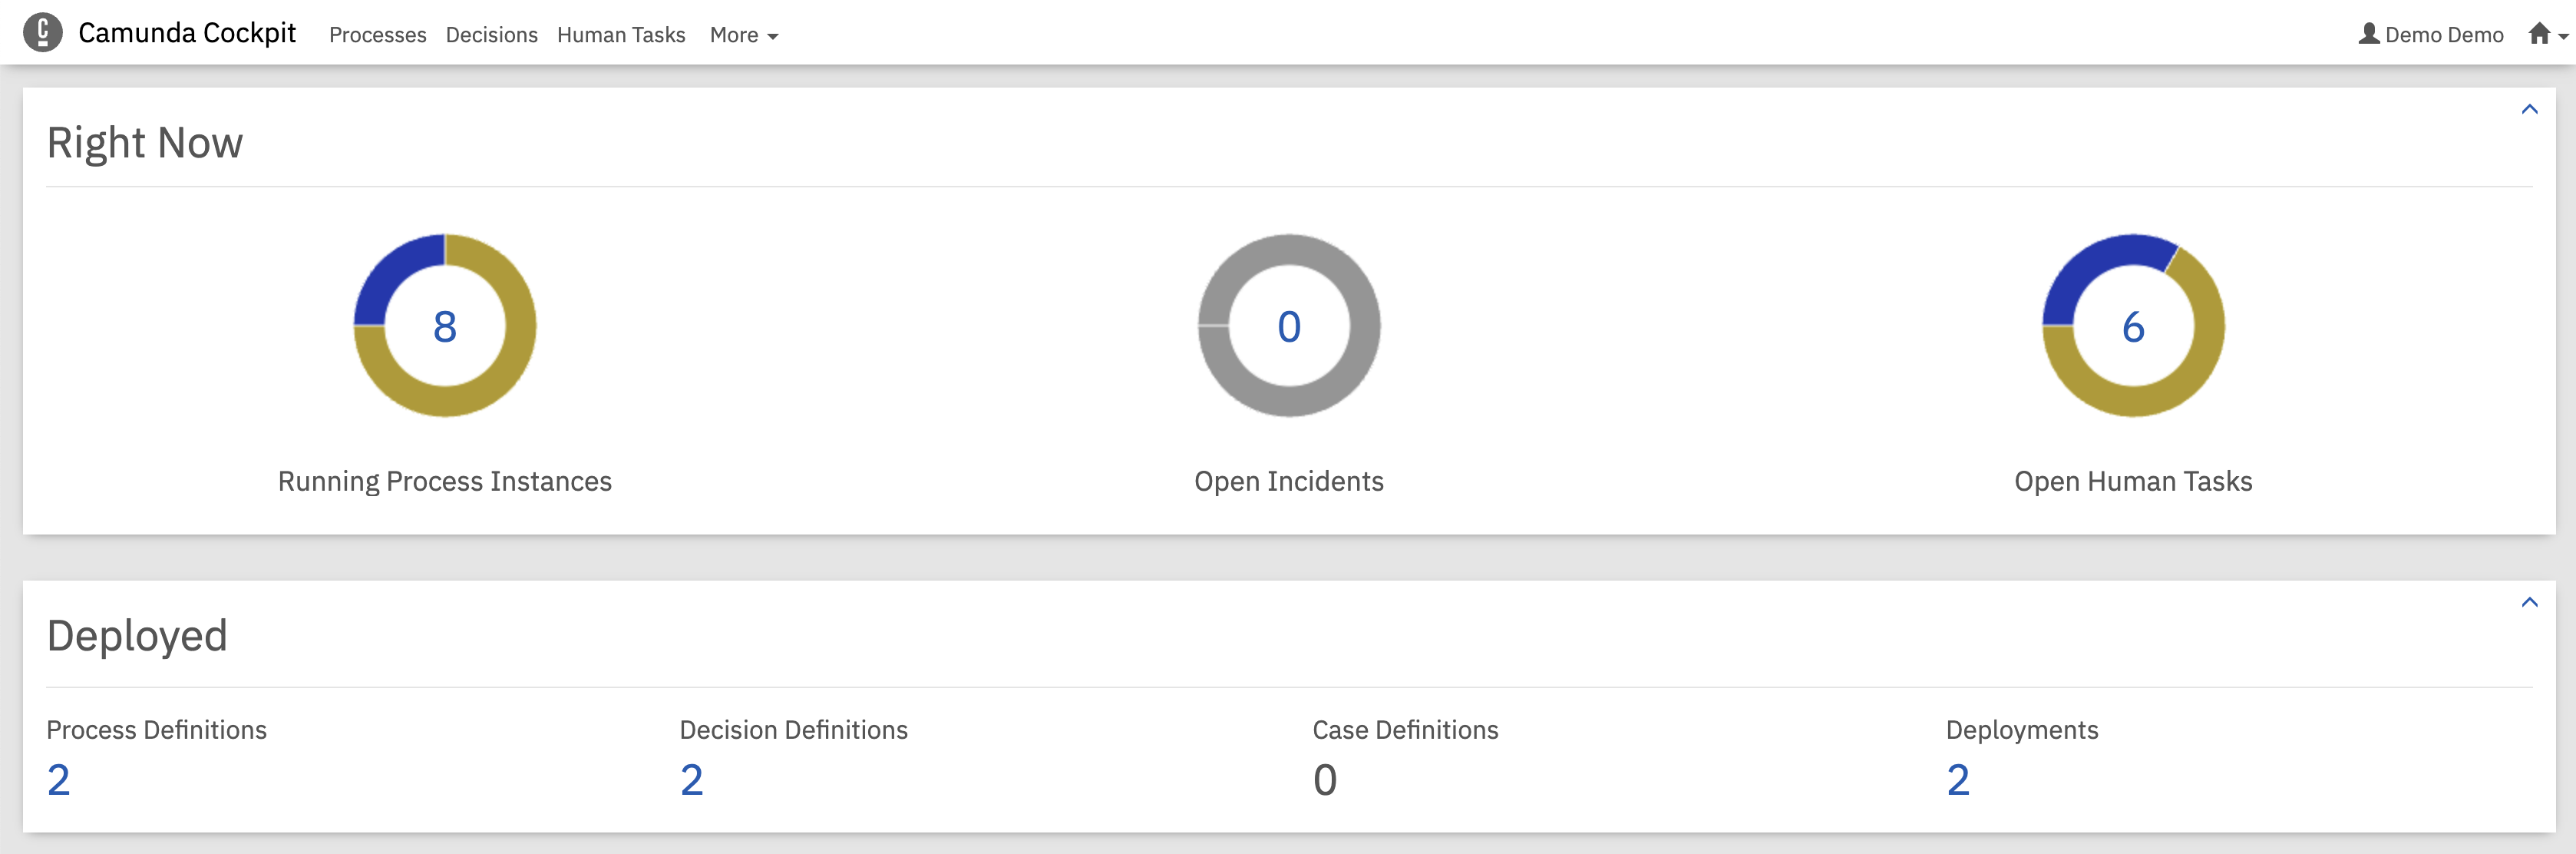 Camunda Cockpit Processes Decisions Human Tasks More Demo Demo
Right Now
8 0 6
Running Process Instances Open Incidents Open Human Tasks
Deployed
Process Definitions Decision Definitions Case Definitions Deployments
2 2 0 2